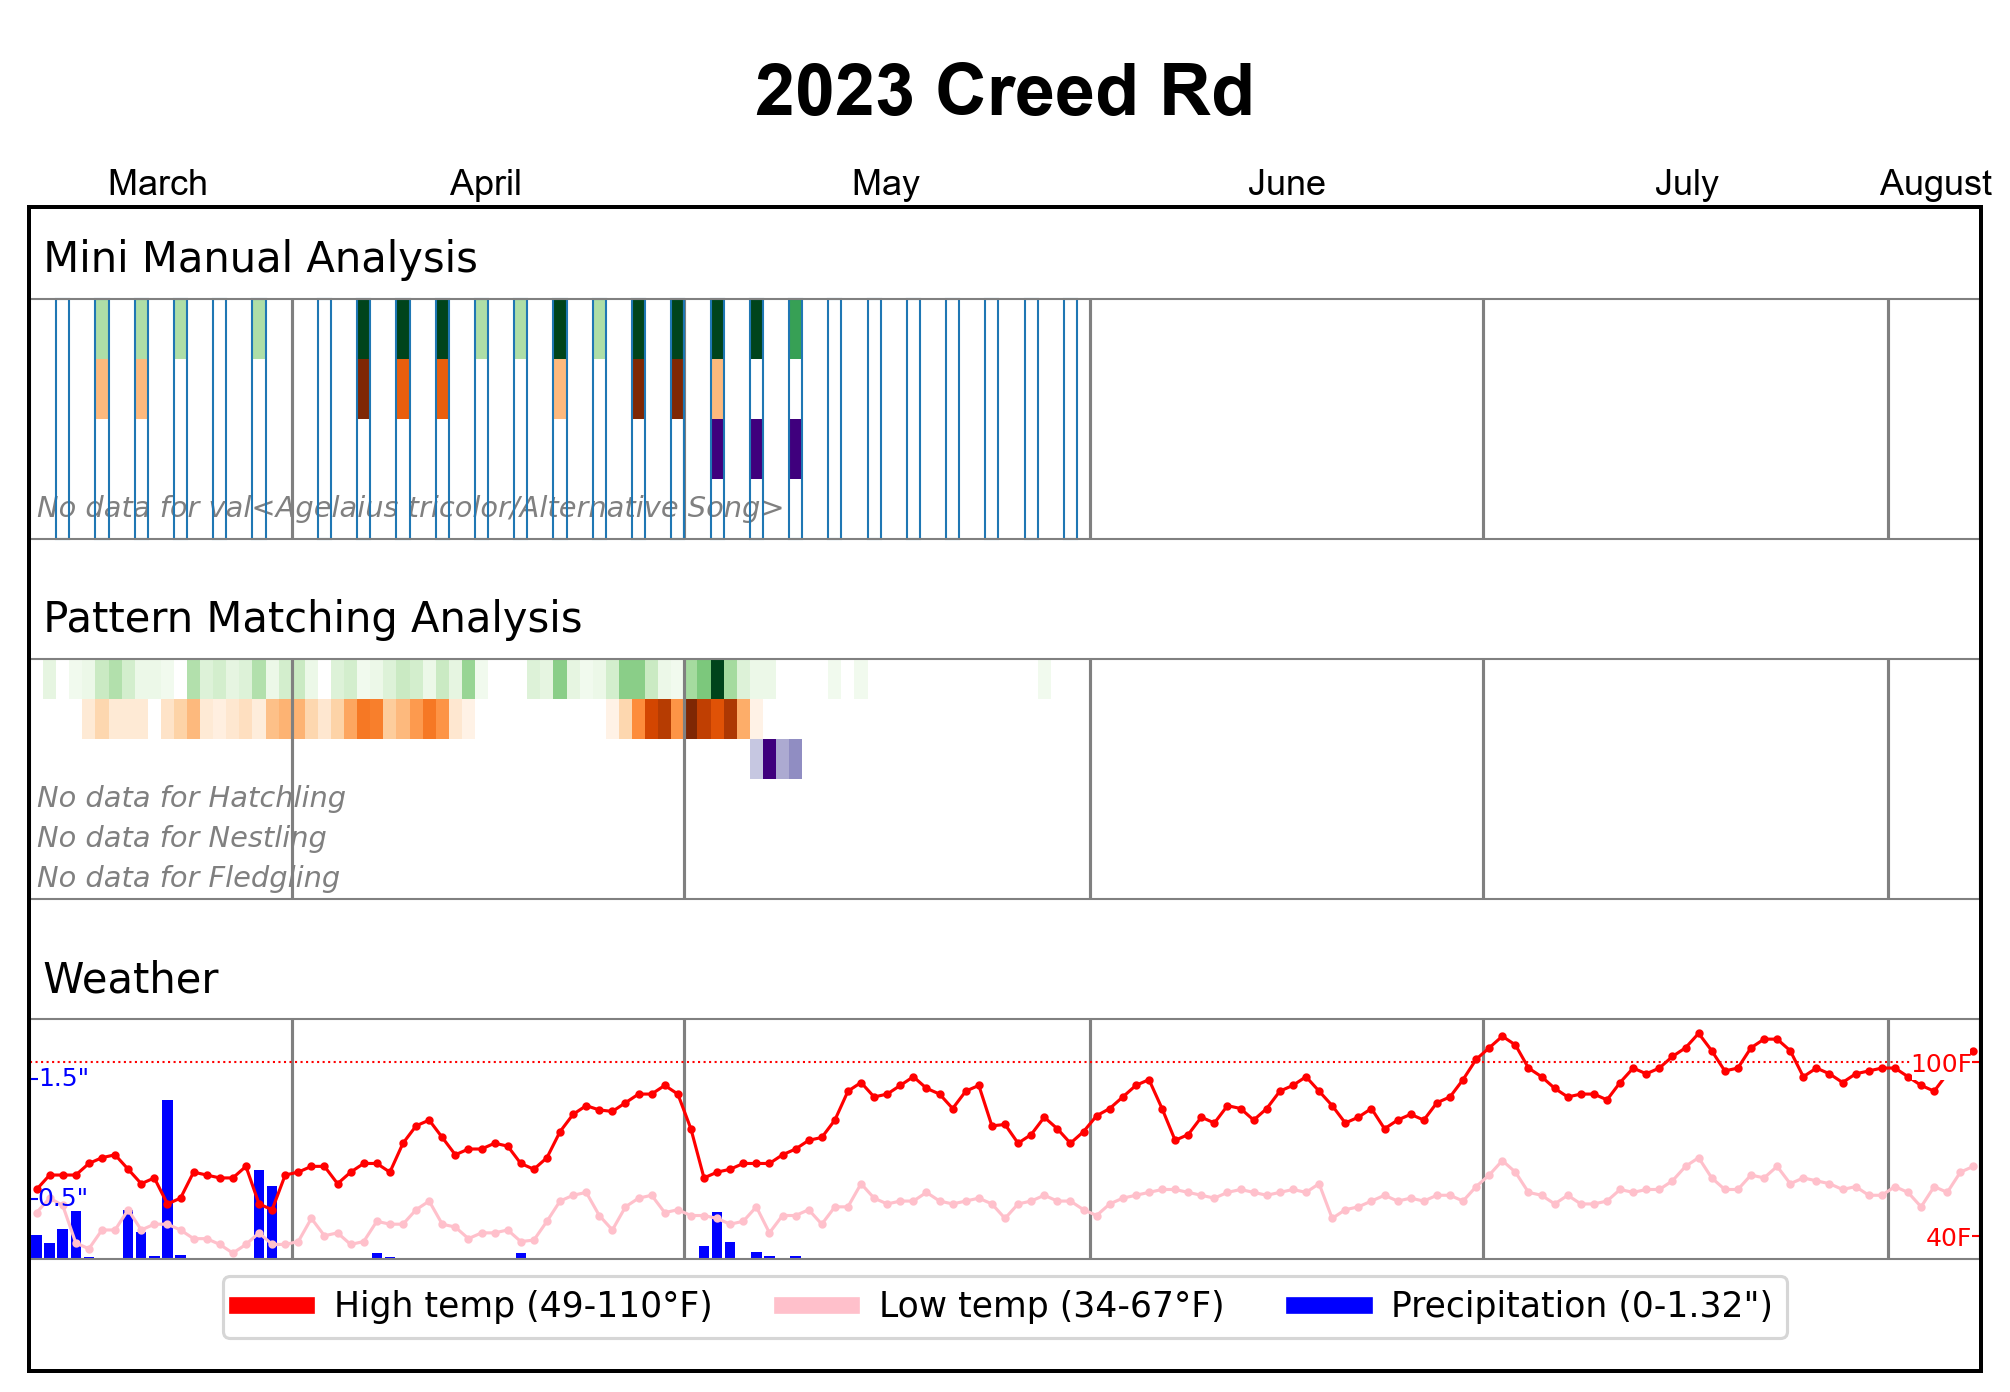 2023 Creed Rd
March April May June July August
Mini Manual Analysis
No data for val<Agelaius tricolor/Alternative Song>
Pattern Matching Analysis
No data for Hatchling
No data for Nestling
No data for Fledgling
Weather
100F
1.5"
0.5"
40F
High temp (49-110°F) Low temp (34-67°F) Precipitation (0-1.32")